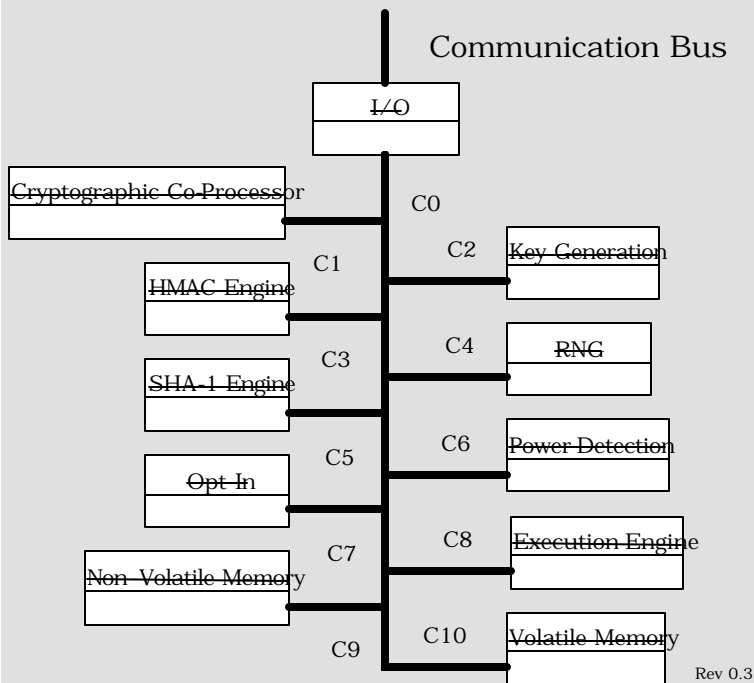 Communication Bus
I/O
Cryptographic Co-Processor
C0
C2
Key Generation
C1
HMAC Engine
C4
RNG
C3
SHA-1 Engine
C6
Power Detection
C5
Opt-In
C8
Execution Engine
C7
Non-Volatile Memory
C10
Volatile Memory
C9
Rev 0.3